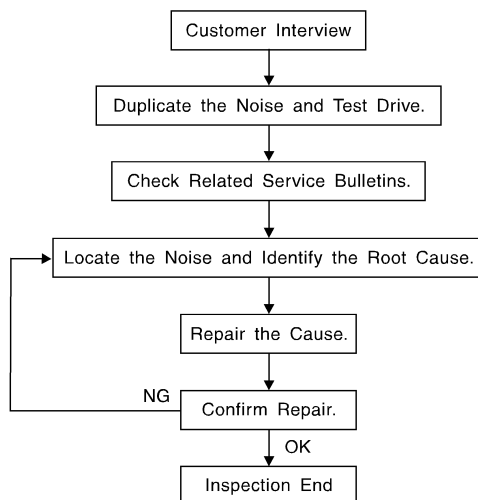 Customer Interview
Duplicate the Noise and Test Drive.
Check Related Service Bulletins.
Locate the Noise and Identify the Root Cause.
Repair the Cause.
NG
Confirm Repair.
OK
Inspection End